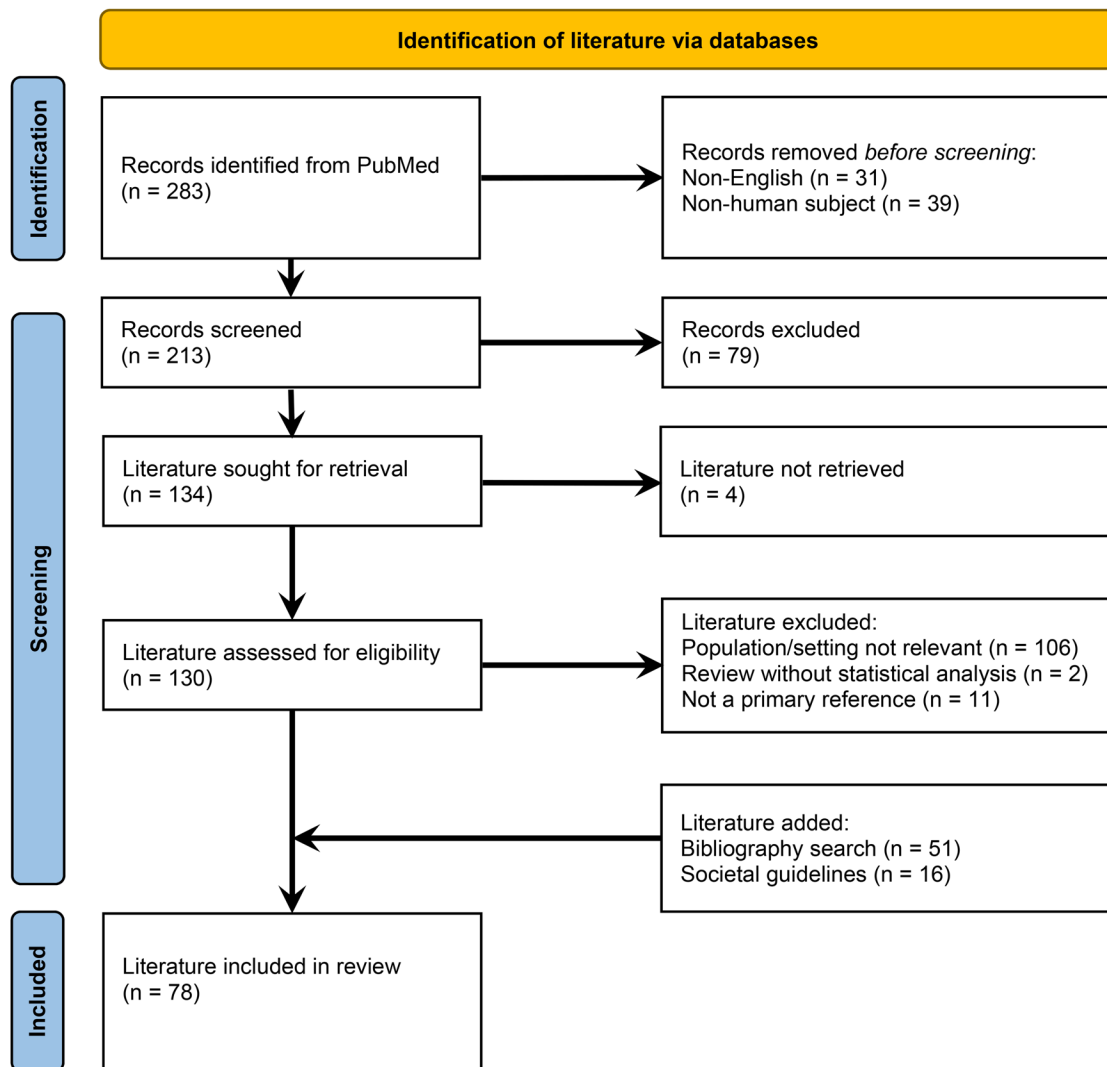 Identification of literature via databases
Identification
Records identified from PubMed
(n = 283)
Records removed before screening:
Non-English (n = 31)
Non-human subject (n = 39)
Screening
Records screened
(n = 213)
Records excluded
(n = 79)
Literature sought for retrieval
(n = 134)
Literature not retrieved
(n = 4)
Literature assessed for eligibility
(n = 130)
Literature excluded:
Population/setting not relevant (n = 106)
Review without statistical analysis (n = 2)
Not a primary reference (n = 11)
Literature added:
Bibliography search (n = 51)
Societal guidelines (n = 16)
Included
Literature included in review
(n = 78)